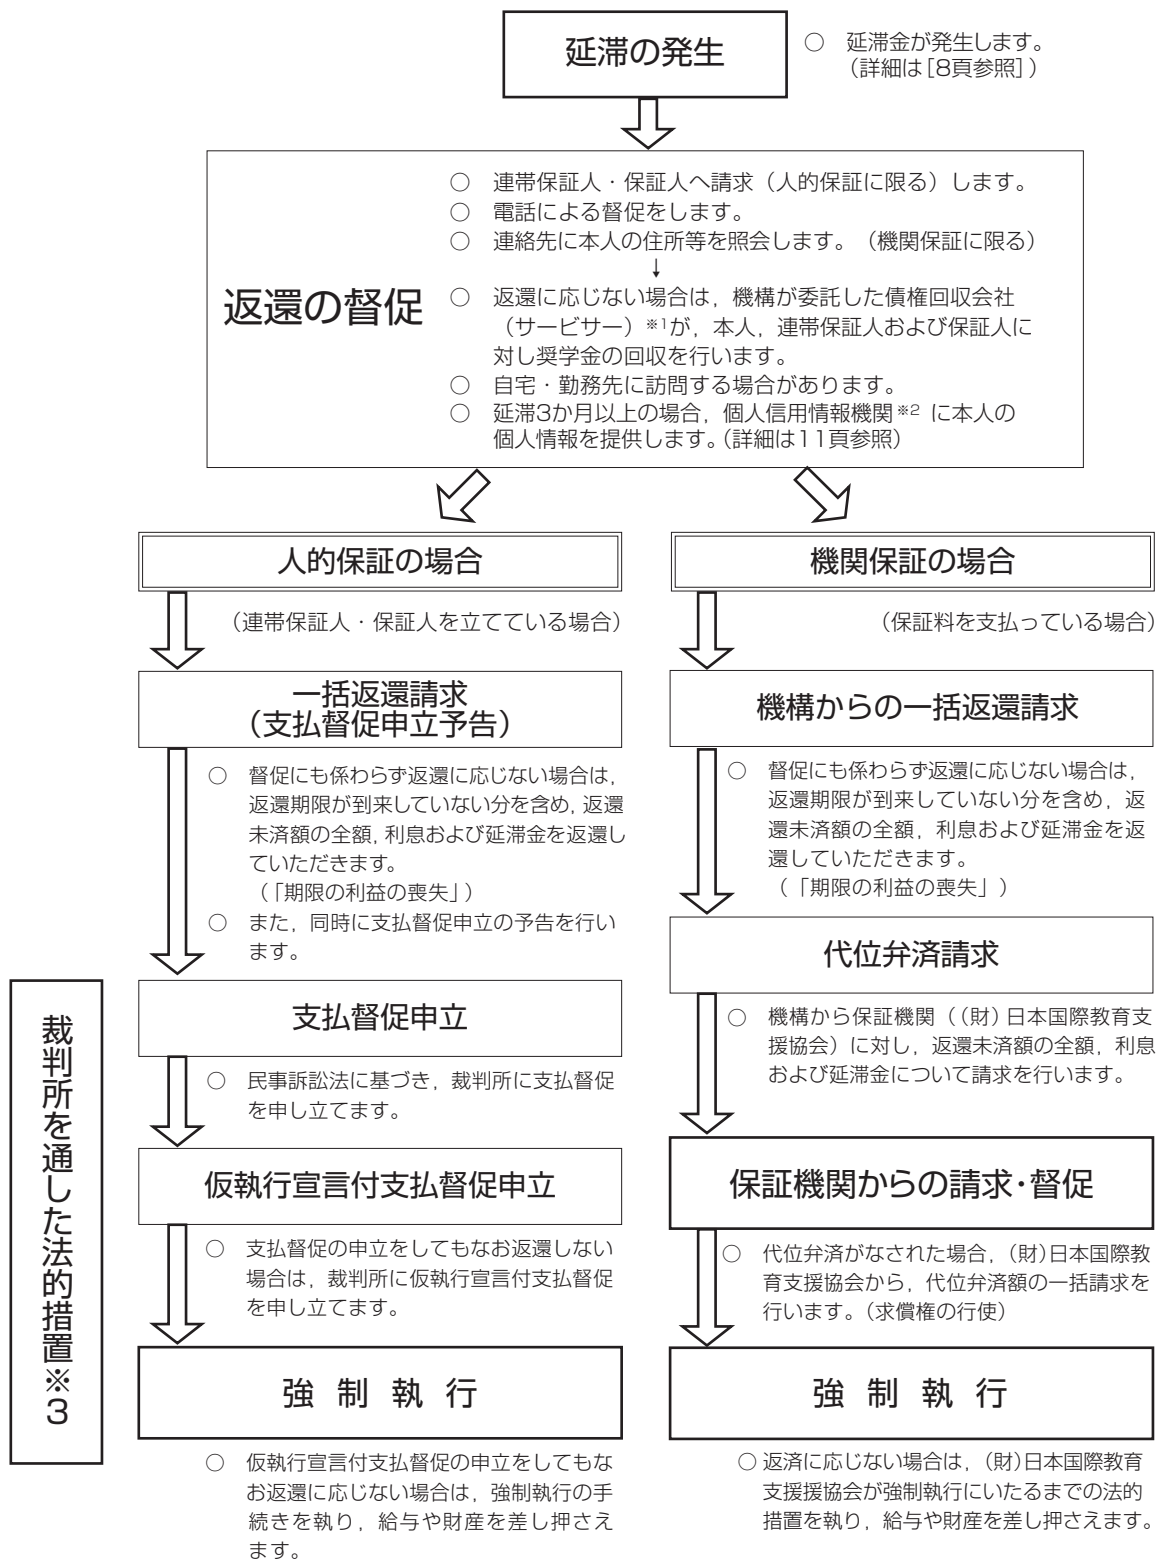 延滞の発生
○ 延滞金が発生します。
（詳細は[8頁参照]）
返還の督促
○ 連帯保証人・保証人へ請求（人的保証に限る）します。
○ 電話による督促をします。
○ 連絡先に本人の住所等を照会します。（機関保証に限る）
↓
○ 返還に応じない場合は，機構が委託した債権回収会社
（サービサー）※1が，本人，連帯保証人および保証人に
対し奨学金の回収を行います。
○ 自宅・勤務先に訪問する場合があります。
○ 延滞3か月以上の場合，個人信用情報機関※2 に本人の
個人情報を提供します。（詳細は11頁参照）
人的保証の場合
（連帯保証人・保証人を立てている場合）
一括返還請求
（支払督促申立予告）
○ 督促にも係わらず返還に応じない場合は，
返還期限が到来していない分を含め，返還
未済額の全額，利息および延滞金を返還し
ていただきます。
（「期限の利益の喪失」）
○ また，同時に支払督促申立の予告を行い
ます。
支払督促申立
○ 民事訴訟法に基づき，裁判所に支払督促
を申し立てます。
仮執行宣言付支払督促申立
○ 支払督促の申立をしてもなお返還しない
場合は，裁判所に仮執行宣言付支払督促
を申し立てます。
強制執行
○ 仮執行宣言付支払督促の申立をしてもな
お返還に応じない場合は，強制執行の手
続きを執り，給与や財産を差し押さえ
ます。
裁判所を通した法的措置※3
機関保証の場合
（保証料を支払っている場合）
機構からの一括返還請求
○ 督促にも係わらず返還に応じない場合は，
返還期限が到来していない分を含め，返
還未済額の全額，利息および延滞金を返
還していただきます。
（「期限の利益の喪失」）
代位弁済請求
○ 機構から保証機関（（財）日本国際教育支
援協会）に対し，返還未済額の全額，利息
および延滞金について請求を行います。
保証機関からの請求・督促
○ 代位弁済がなされた場合，（財）日本国際教
育支援協会から，代位弁済額の一括請求を
行います。（求償権の行使）
強制執行
○ 返済に応じない場合は，（財）日本国際教育
支援援協会が強制執行にいたるまでの法的
措置を執り，給与や財産を差し押さえます。